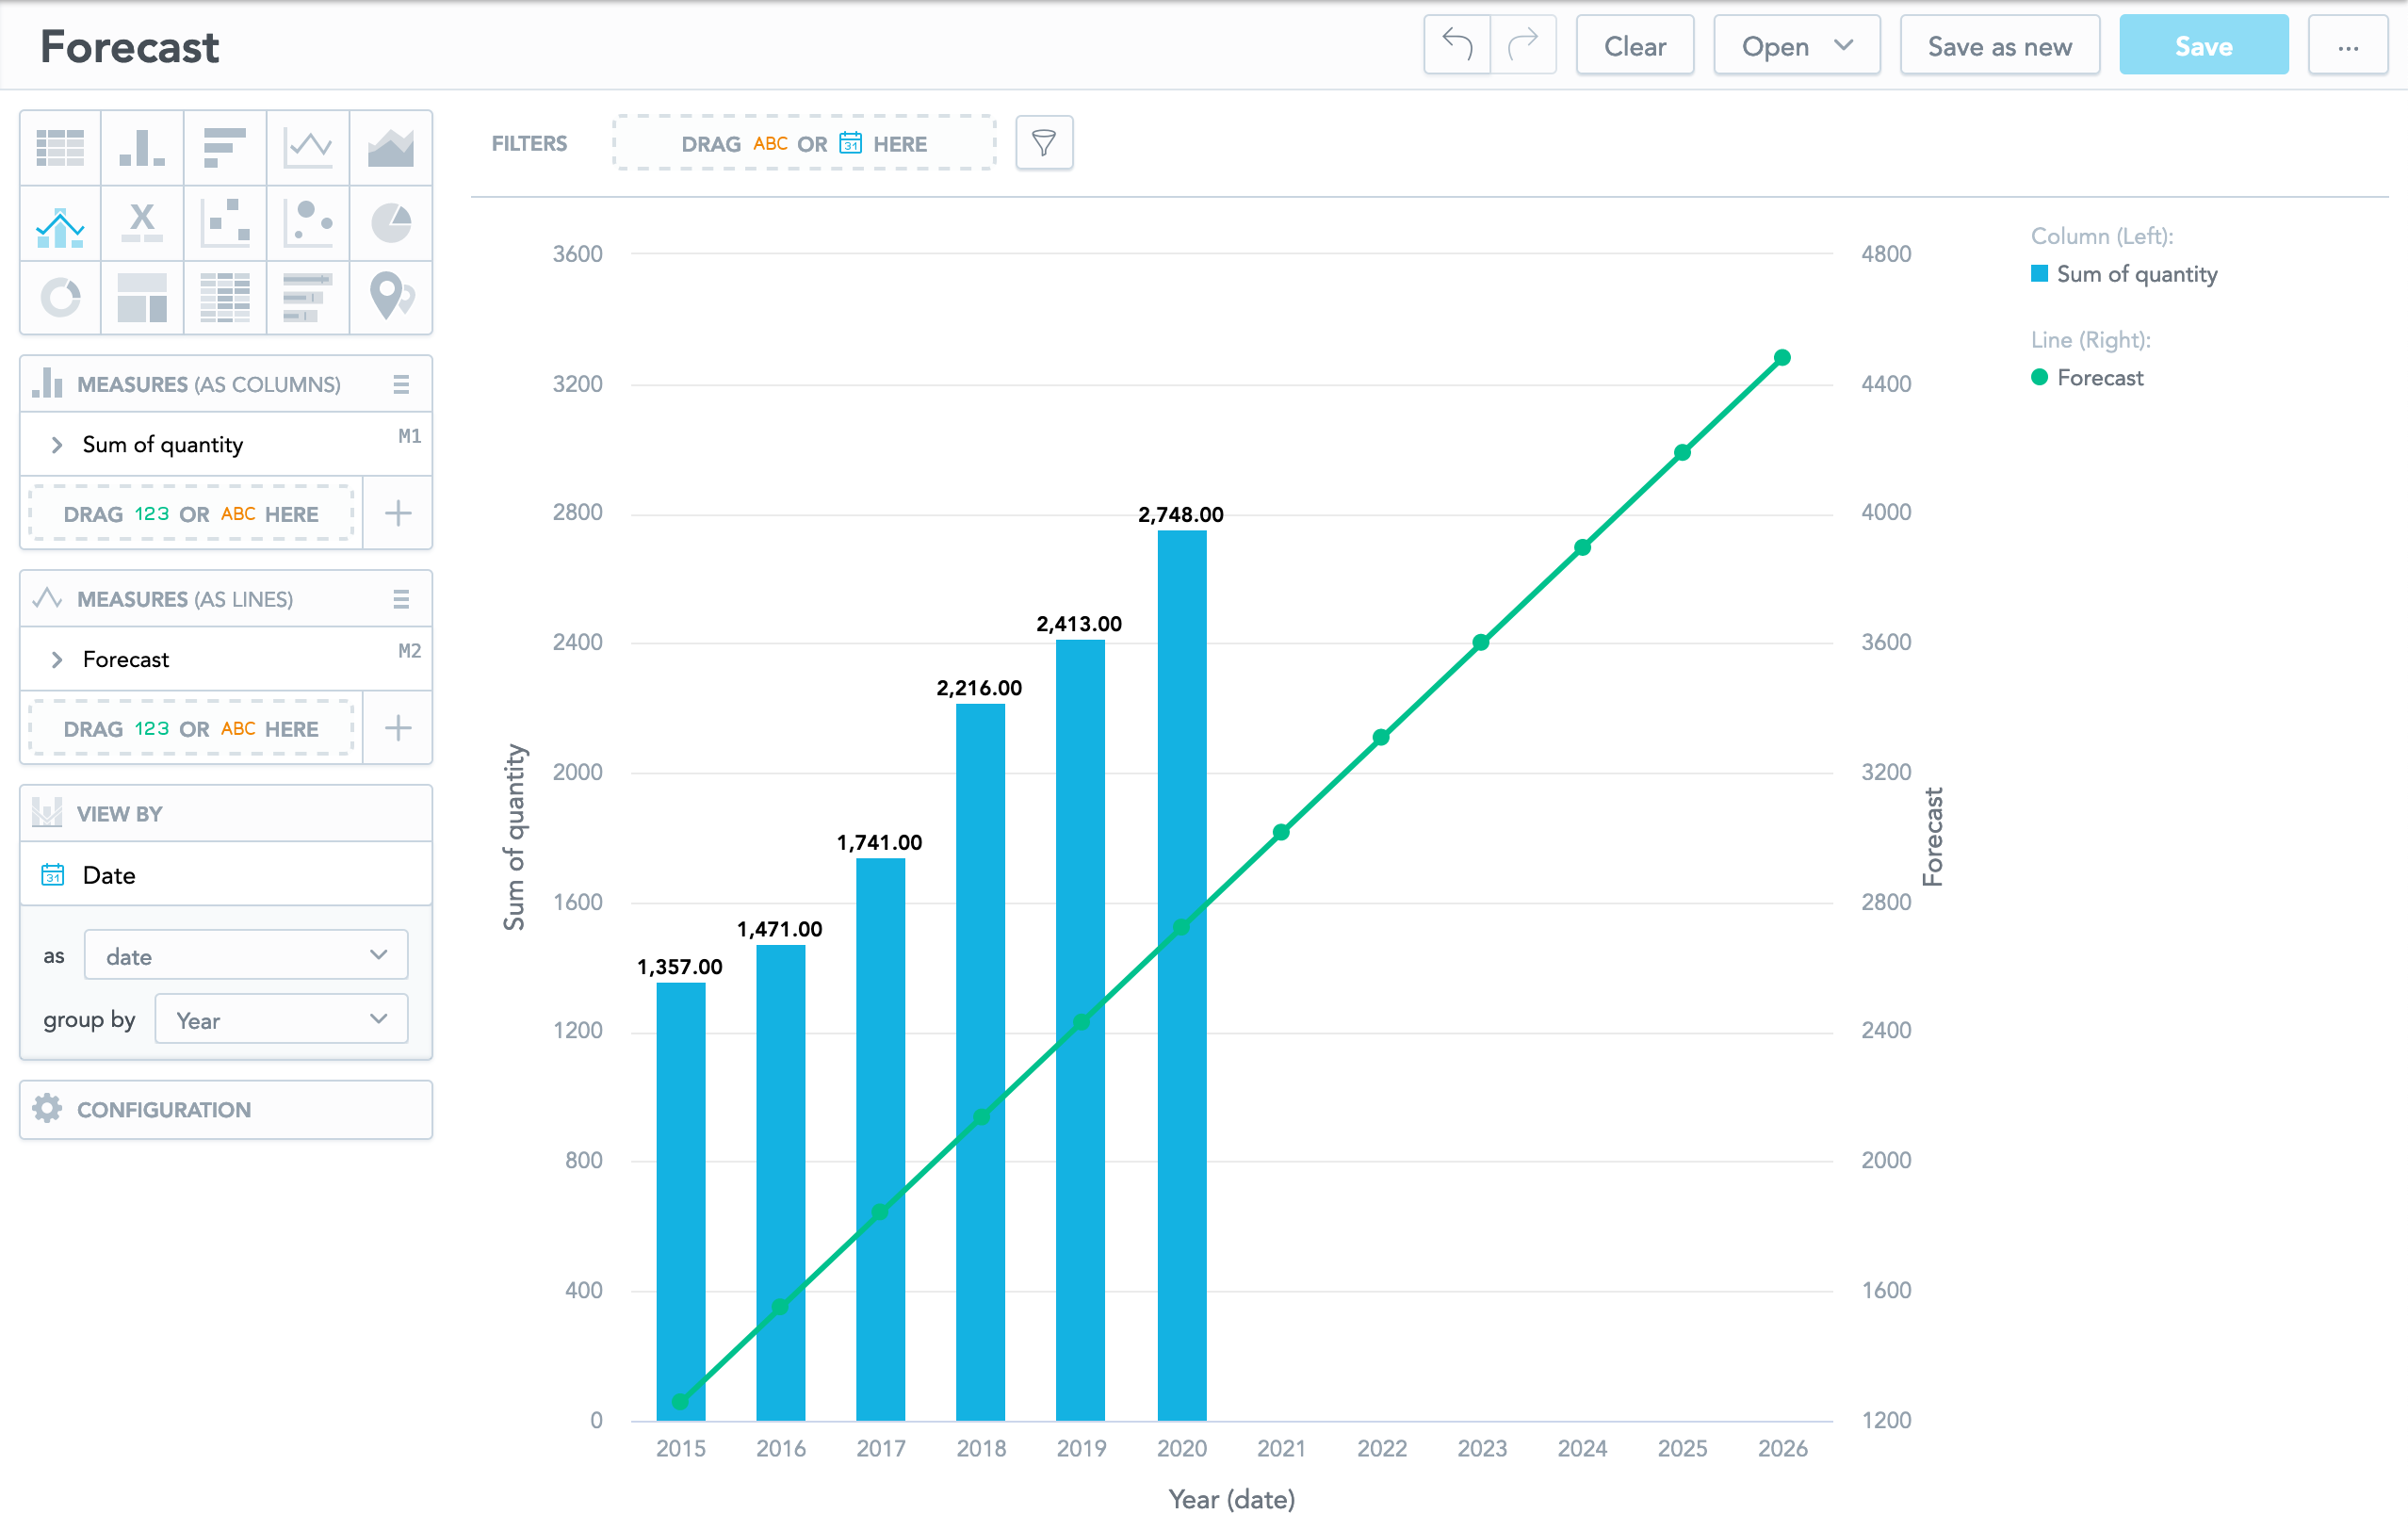 Forecast
Clear
Open
Save as new
Save
...
FILTERS
DRAG ABC OR 31 HERE
X
MEASURES (AS COLUMNS)
Sum of quantity
M1
DRAG 123 OR ABC HERE
MEASURES (AS LINES)
Forecast
M2
DRAG 123 OR ABC HERE
VIEW BY
31 Date
as date
group by Year
CONFIGURATION
Sum of quantity
3600
3200
2800
2400
2000
1600
1200
800
400
0
1,357.00
1,471.00
1,741.00
2,216.00
2,413.00
2,748.00
4800
4400
4000
3600
3200
2800
2400
2000
1600
1200
Forecast
2015 2016 2017 2018 2019 2020 2021 2022 2023 2024 2025 2026
Year (date)
Column (Left):
Sum of quantity
Line (Right):
Forecast